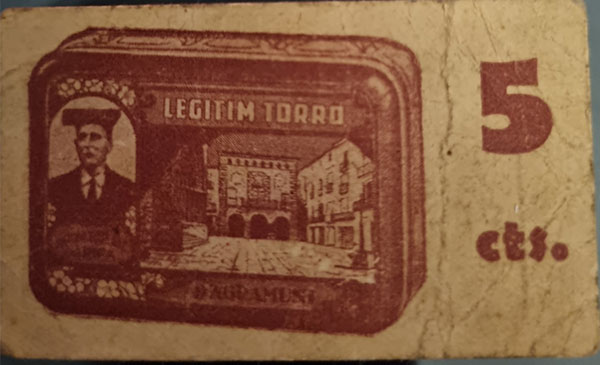 LEGITIM TORRO
D'AGRAMUNT
5
cts.